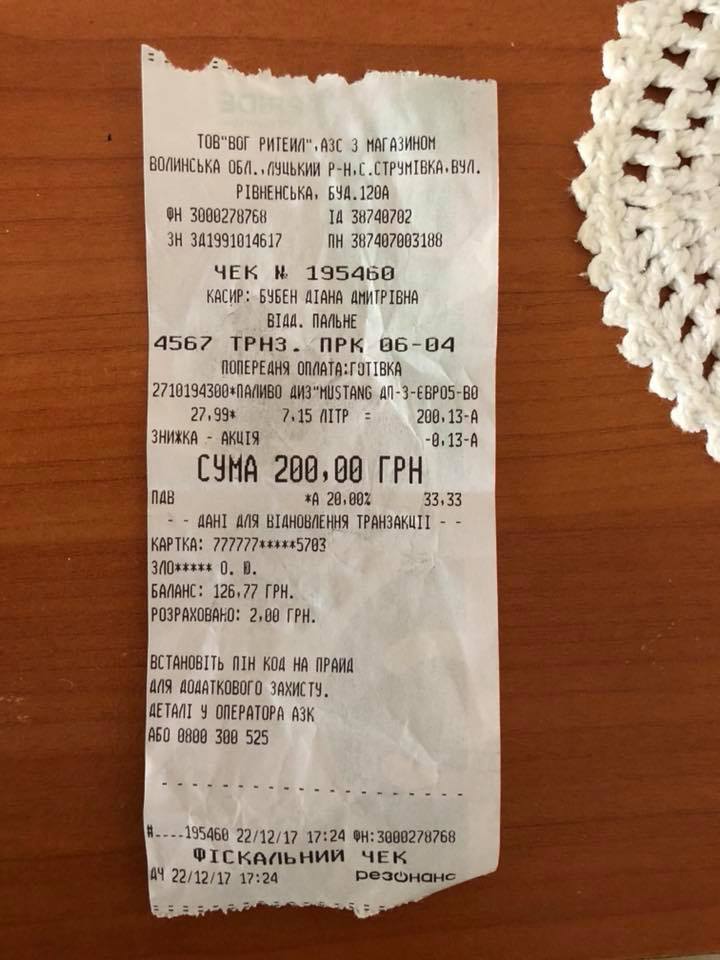 ТОВ"ВОГ РИТЕЙЛ",АЗС З МАГАЗИНОМ
ВОЛИНСЬКА ОБЛ.,ЛУЦЬКИЙ Р-Н,С.СТРУМІВКА,ВУЛ.
РІВНЕНСЬКА, БУД.120А
ФН 3000278768 ІД 38740702
ЗН ЗД1991014617 ПН 387407003188
ЧЕК № 195460
КАСИР: БУБЕН ДІАНА ДМИТРІВНА
ВІДД. ПАЛЬНЕ
4567 ТРНЗ. ПРК 06-04
ПОПЕРЕДНЯ ОПЛАТА:ГОТІВКА
2710194300*ПАЛИВО ДИЗ"MUSTANG ДП-З-ЄВРО5-ВО
27,99* 7,15 ЛІТР = 200,13-А
ЗНИЖКА - АКЦІЯ -0,13-А
СУМА 200,00 ГРН
ПДВ *А 20,00% 33,33
- - ДАНІ ДЛЯ ВІДНОВЛЕННЯ ТРАНЗАКЦІІ - -
КАРТКА: 777777*****5703
ЗЛО***** О. В.
БАЛАНС: 126,77 ГРН.
РОЗРАХОВАНО: 2,00 ГРН.
ВСТАНОВІТЬ ПІН КОД НА ПРАЙД
ДЛЯ ДОДАТКОВОГО ЗАХИСТУ.
ДЕТАЛІ У ОПЕРАТОРА АЗК
АБО 0800 300 525
- - - - - - - - - - - - - - - - - - - -
#....195460 22/12/17 17:24 ФН:3000278768
ФІСКАЛЬНИЙ ЧЕК
ДЧ 22/12/17 17:24 резонанс